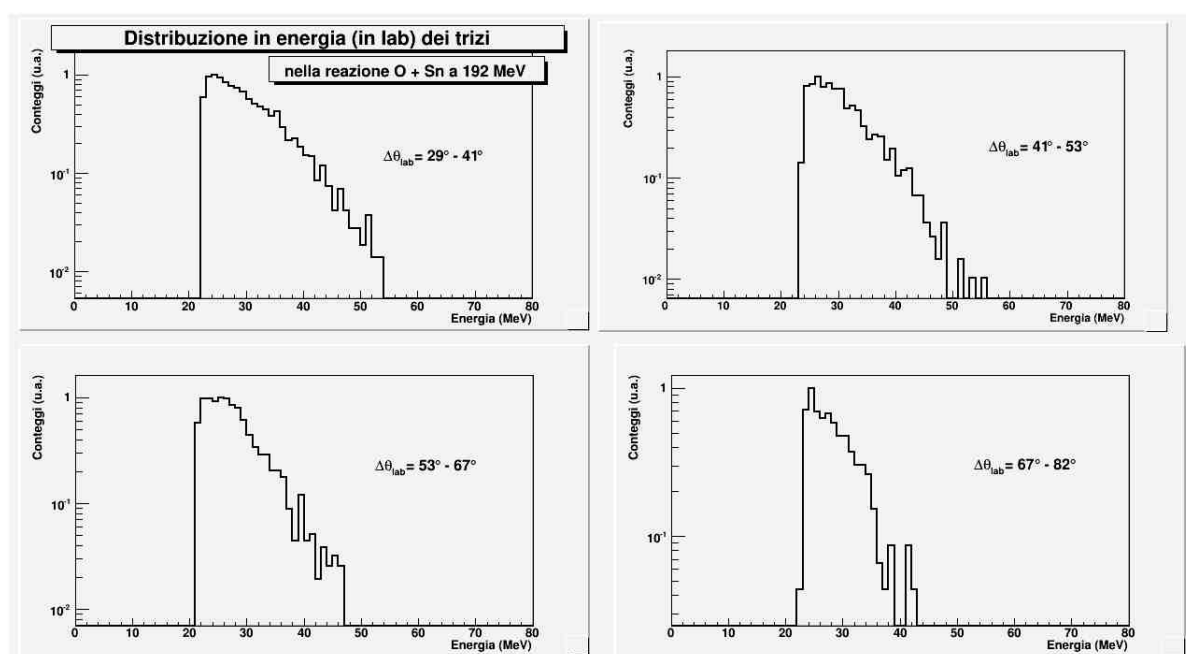 Distribuzione in energia (in lab) dei trizi
nella reazione O + Sn a 192 MeV
Conteggi (u.a.)
1
10⁻¹
10⁻²
Δθlab= 29° - 41°
0 10 20 30 40 50 60 70 80
Energia (MeV)
Conteggi (u.a.)
1
10⁻¹
10⁻²
Δθlab= 41° - 53°
0 10 20 30 40 50 60 70 80
Energia (MeV)
Conteggi (u.a.)
1
10⁻¹
10⁻²
Δθlab= 53° - 67°
0 10 20 30 40 50 60 70 80
Energia (MeV)
Conteggi (u.a.)
1
10⁻¹
Δθlab= 67° - 82°
0 10 20 30 40 50 60 70 80
Energia (MeV)